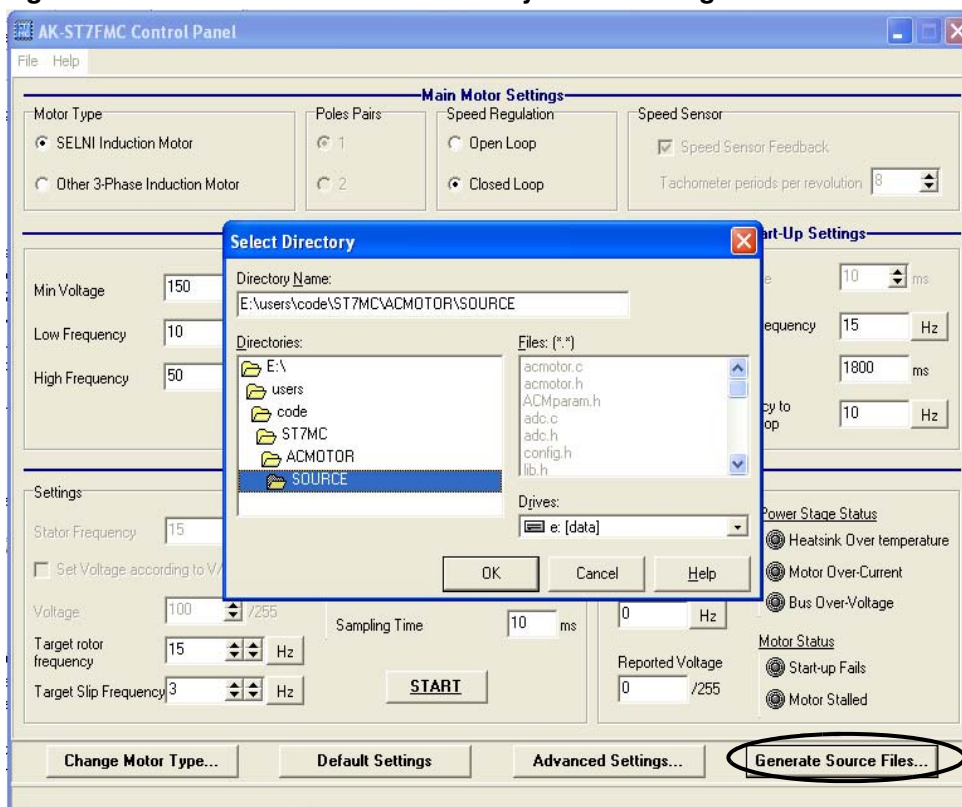 AK-ST7FMC Control Panel
File Help
Main Motor Settings
Motor Type
SELNI Induction Motor
Other 3-Phase Induction Motor
Poles Pairs
1
2
Speed Regulation
Open Loop
Closed Loop
Speed Sensor
Speed Sensor Feedback
Tachometer periods per revolution 8
art-Up Settings
Min Voltage 150
Low Frequency 10
High Frequency 50
10 ms
equency 15 Hz
1800 ms
cy to
op 10 Hz
Select Directory
Directory Name:
E:\users\code\ST7MC\ACMOTOR\SOURCE
Directories:
E:\
users
code
ST7MC
ACMOTOR
SOURCE
Files: (*.*)
acmotor.c
acmotor.h
ACMparam.h
adc.c
adc.h
config.h
lib.h
Drives:
e: [data]
OK Cancel Help
Settings
Stator Frequency 15
Set Voltage according to V/
Voltage 100 /255
Target rotor
frequency 15 Hz
Target Slip Frequency 3 Hz
Sampling Time 10 ms
START
0 Hz
Reported Voltage
0 /255
Power Stage Status
Heatsink Over temperature
Motor Over-Current
Bus Over-Voltage
Motor Status
Start-up Fails
Motor Stalled
Change Motor Type... Default Settings Advanced Settings... Generate Source Files...